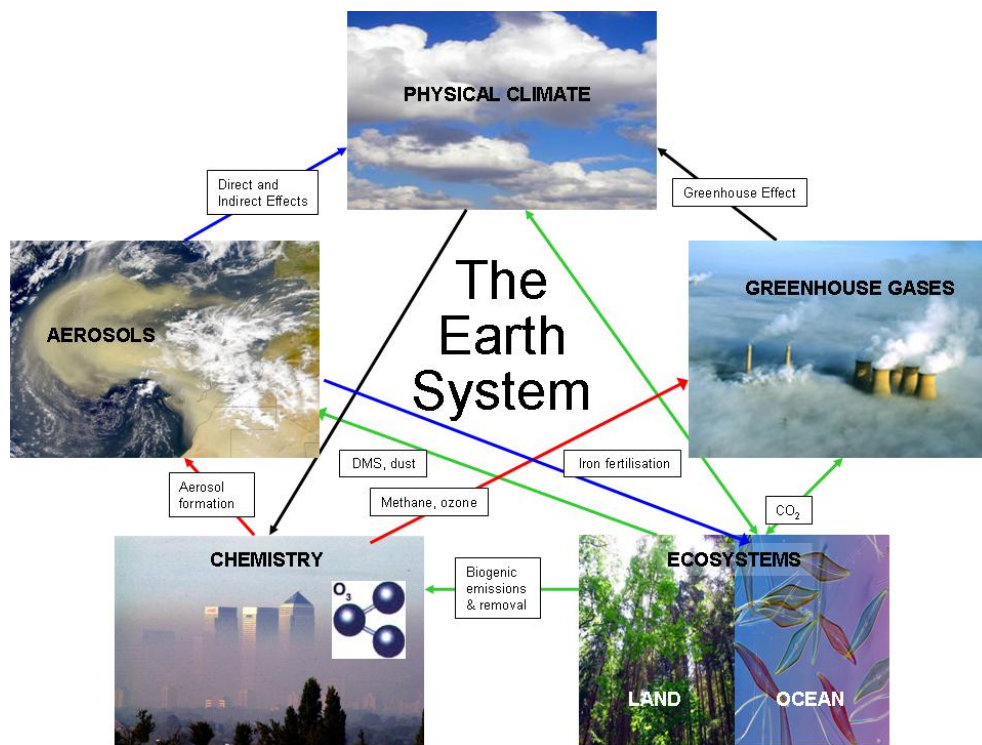 PHYSICAL CLIMATE
Direct and
Indirect Effects
Greenhouse Effect
The
Earth
System
AEROSOLS
GREENHOUSE GASES
DMS, dust
Iron fertilisation
Aerosol
formation
Methane, ozone
CO₂
CHEMISTRY
O₃
Biogenic
emissions
& removal
ECOSYSTEMS
LAND
OCEAN